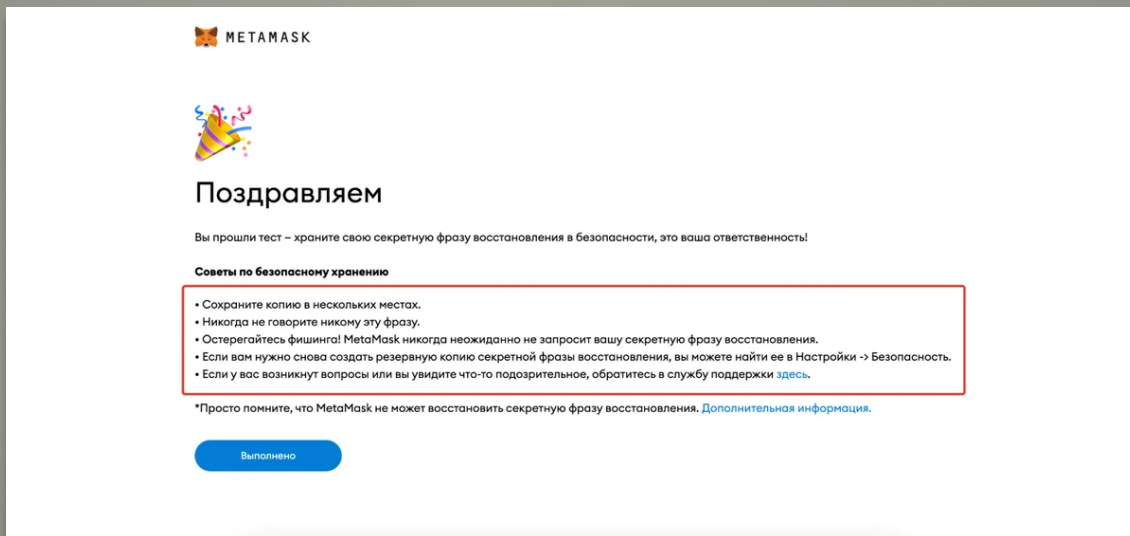 METAMASK
Поздравляем
Вы прошли тест – храните свою секретную фразу восстановления в безопасности, это ваша ответственность!
Советы по безопасному хранению
• Сохраните копию в нескольких местах.
• Никогда не говорите никому эту фразу.
• Остерегайтесь фишинга! MetaMask никогда неожиданно не запросит вашу секретную фразу восстановления.
• Если вам нужно снова создать резервную копию секретной фразы восстановления, вы можете найти ее в Настройки -> Безопасность.
• Если у вас возникнут вопросы или вы увидите что-то подозрительное, обратитесь в службу поддержки здесь.
*Просто помните, что MetaMask не может восстановить секретную фразу восстановления. Дополнительная информация.
Выполнено